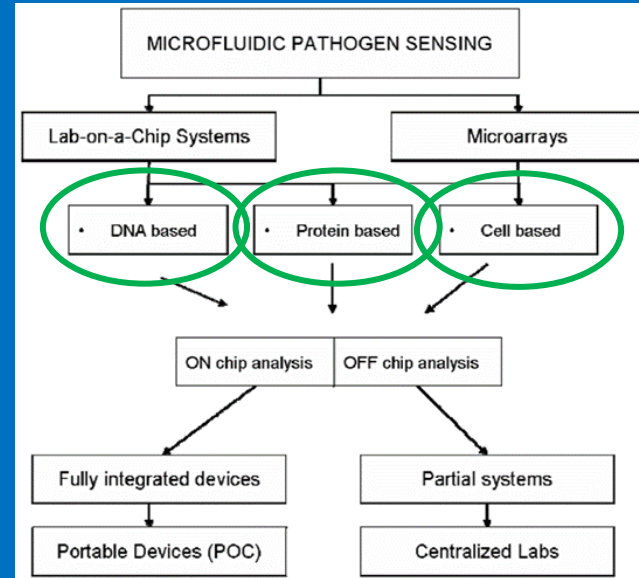 MICROFLUIDIC PATHOGEN SENSING
Lab-on-a-Chip Systems
Microarrays
• DNA based
• Protein based
• Cell based
ON chip analysis
OFF chip analysis
Fully integrated devices
Partial systems
Portable Devices (POC)
Centralized Labs